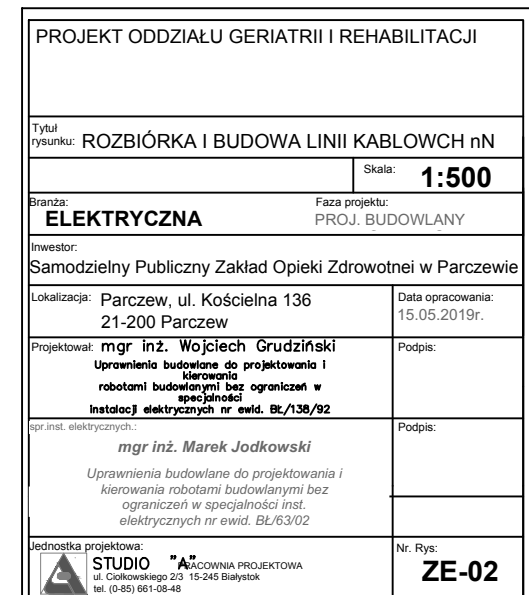 PROJEKT ODDZIAŁU GERIATRII I REHABILITACJI
Tytuł
rysunku: ROZBIÓRKA I BUDOWA LINII KABLOWCH nN
Skala: 1:500
Branża: Faza projektu:
ELEKTRYCZNA PROJ. BUDOWLANY
Inwestor:
Samodzielny Publiczny Zakład Opieki Zdrowotnei w Parczewie
Lokalizacja: Parczew, ul. Kościelna 136
21-200 Parczew
Data opracowania:
15.05.2019r.
Projektował: mgr inż. Wojciech Grudziński
Uprawnienia budowlane do projektowania i
kierowania
robotami budowlanymi bez ograniczeń w
specjalności
instalacji elektrycznych nr ewid. BŁ/138/92
Podpis:
spr.inst. elektrycznych.:
mgr inż. Marek Jodkowski
Uprawnienia budowlane do projektowania i
kierowania robotami budowlanymi bez
ograniczeń w specjalności inst.
elektrycznych nr ewid. BŁ/63/02
Podpis:
Jednostka projektowa:
STUDIO "A" PRACOWNIA PROJEKTOWA
ul. Ciołkowskiego 2/3 15-245 Białystok
tel. (0-85) 661-08-48
Nr. Rys:
ZE-02